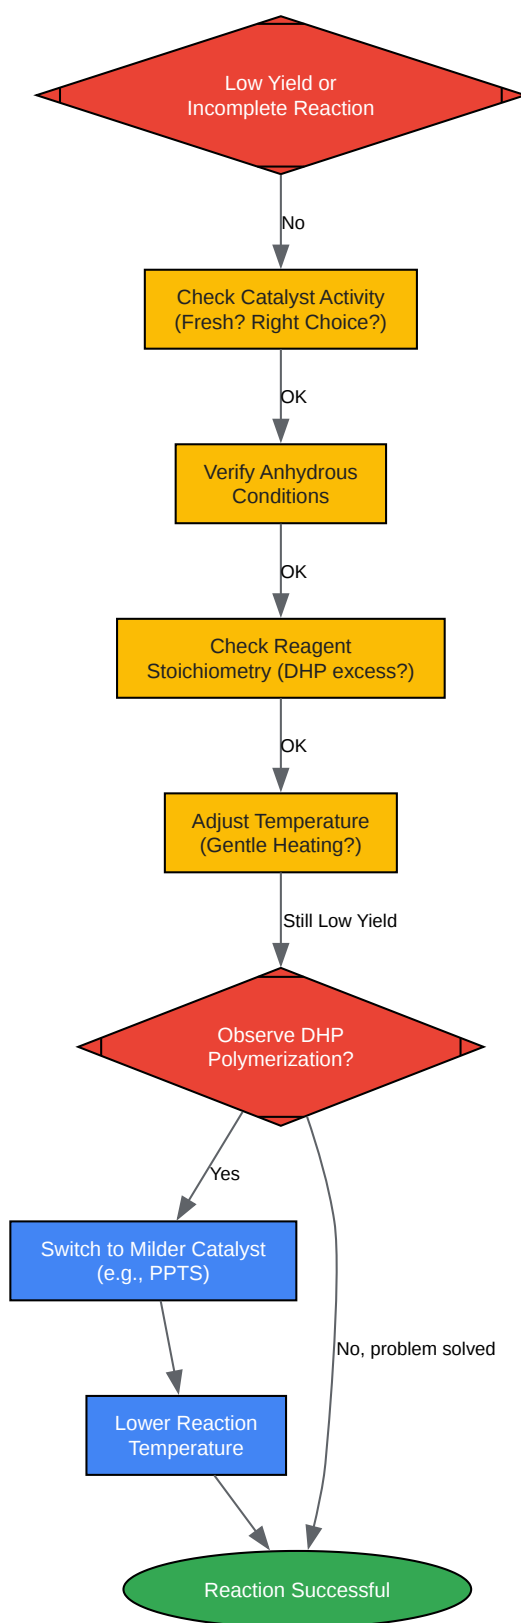 Low Yield or
Incomplete Reaction
No
Check Catalyst Activity
(Fresh? Right Choice?)
OK
Verify Anhydrous
Conditions
OK
Check Reagent
Stoichiometry (DHP excess?)
OK
Adjust Temperature
(Gentle Heating?)
Still Low Yield
Observe DHP
Polymerization?
Yes
Switch to Milder Catalyst
(e.g., PPTS)
No, problem solved
Lower Reaction
Temperature
Reaction Successful